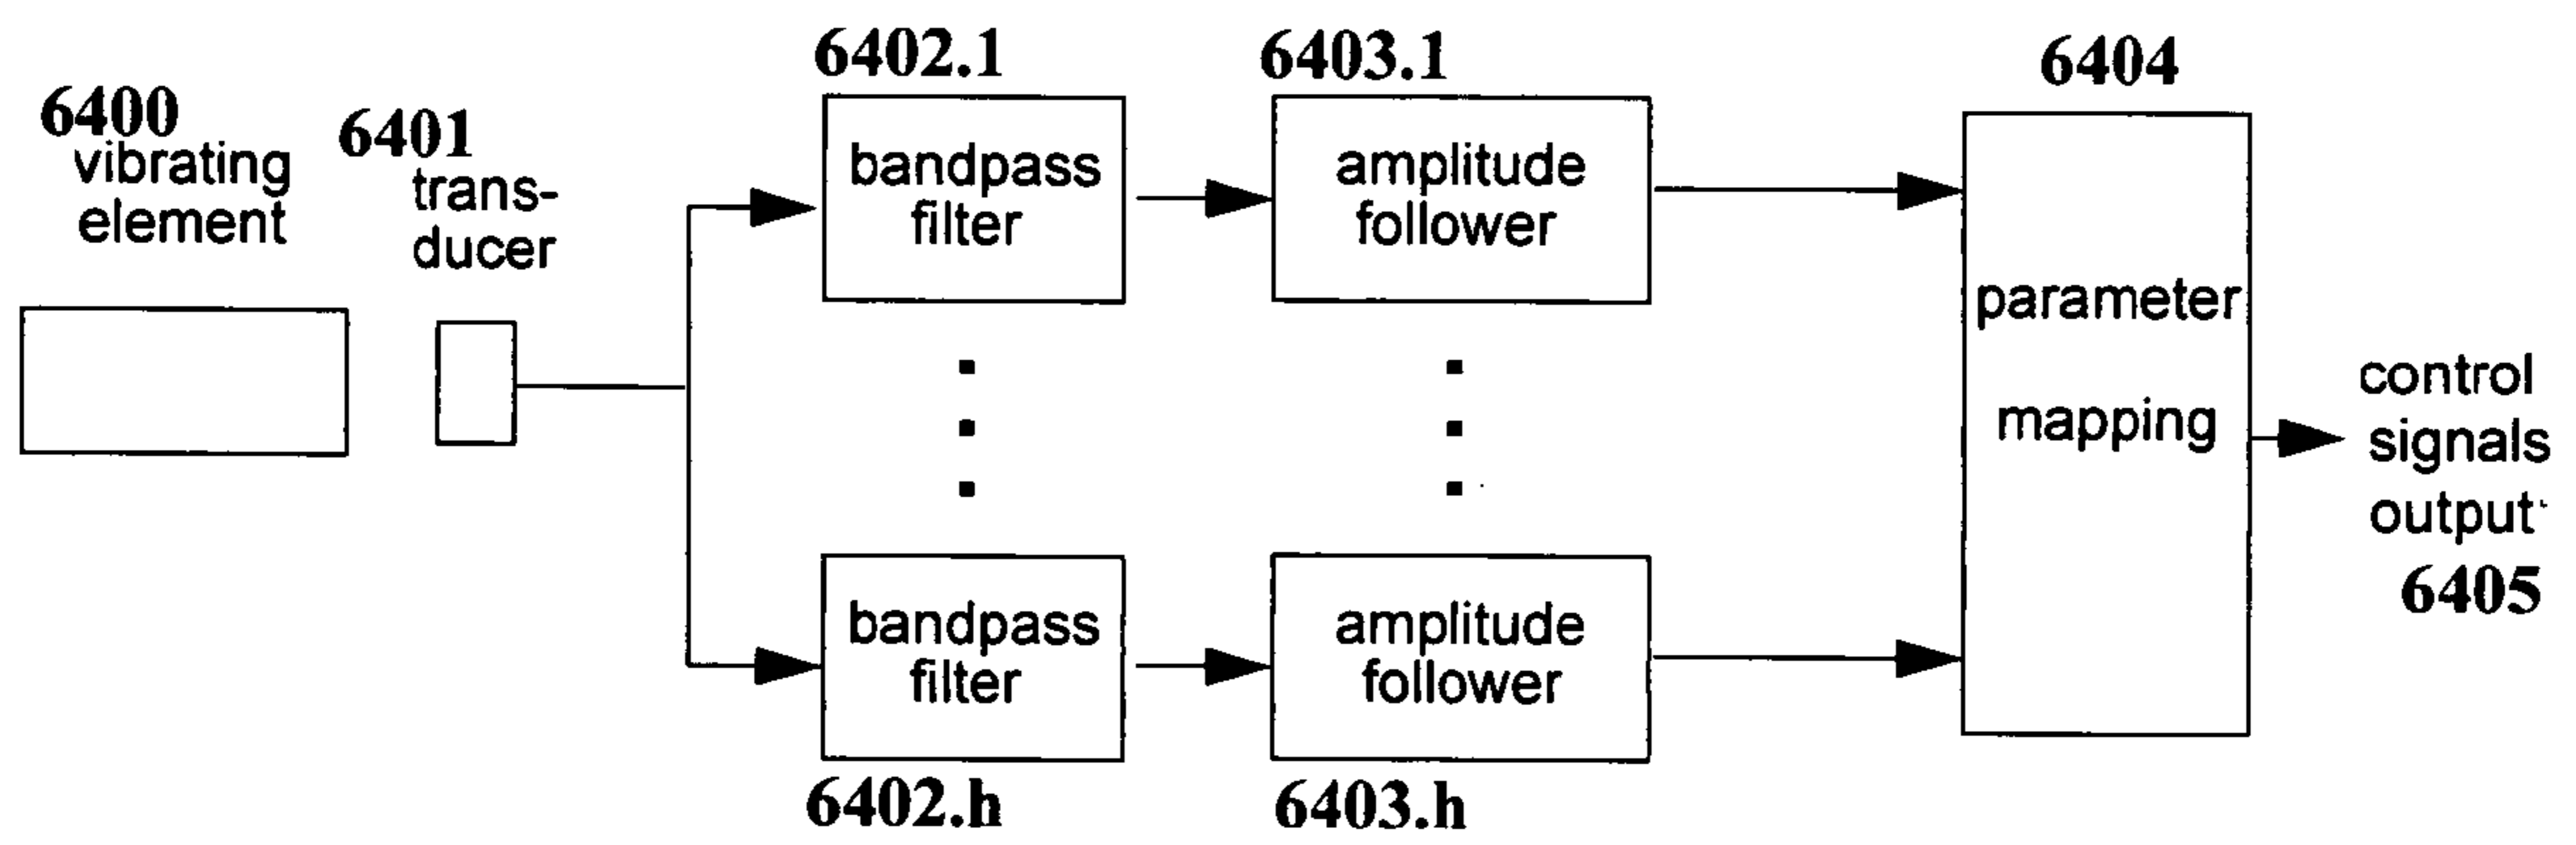 6400
vibrating
element
6401
trans-
ducer
6402.1
bandpass
filter
6403.1
amplitude
follower
bandpass
filter
6402.h
amplitude
follower
6403.h
6404
parameter
mapping
control
signals
output
6405